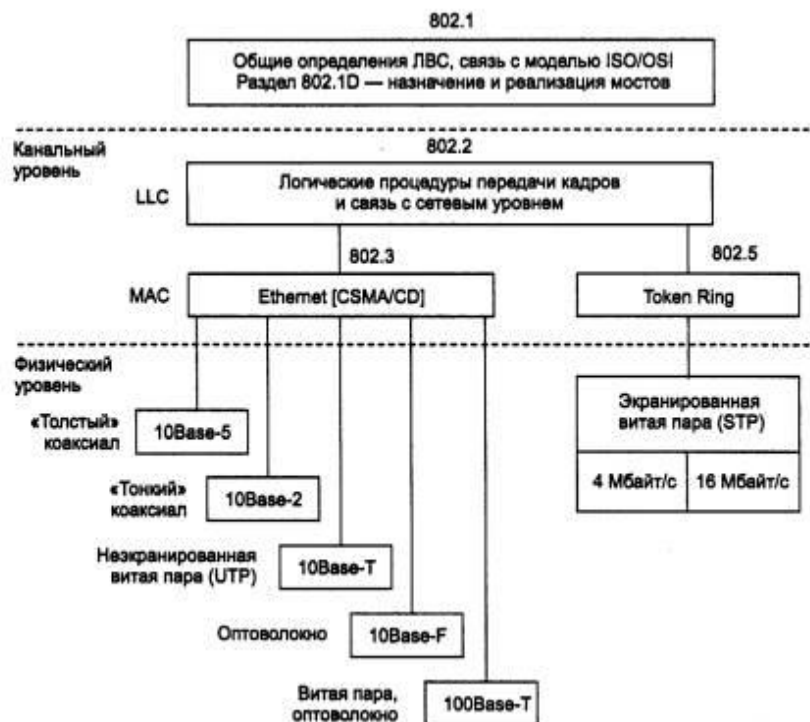 802.1
Общие определения ЛВС, связь с моделью ISO/OSI
Раздел 802.1D — назначение и реализация мостов
Канальный
уровень
802.2
LLC
Логические процедуры передачи кадров
и связь с сетевым уровнем
802.3
802.5
MAC
Ethernet [CSMA/CD]
Token Ring
Физический
уровень
«Толстый»
коаксиал
10Base-5
Экранированная
витая пара (STP)
4 Мбайт/с
16 Мбайт/с
«Тонкий»
коаксиал
10Base-2
Неэкранированная
витая пара (UTP)
10Base-T
Оптоволокно
10Base-F
Витая пара,
оптоволокно
100Base-T